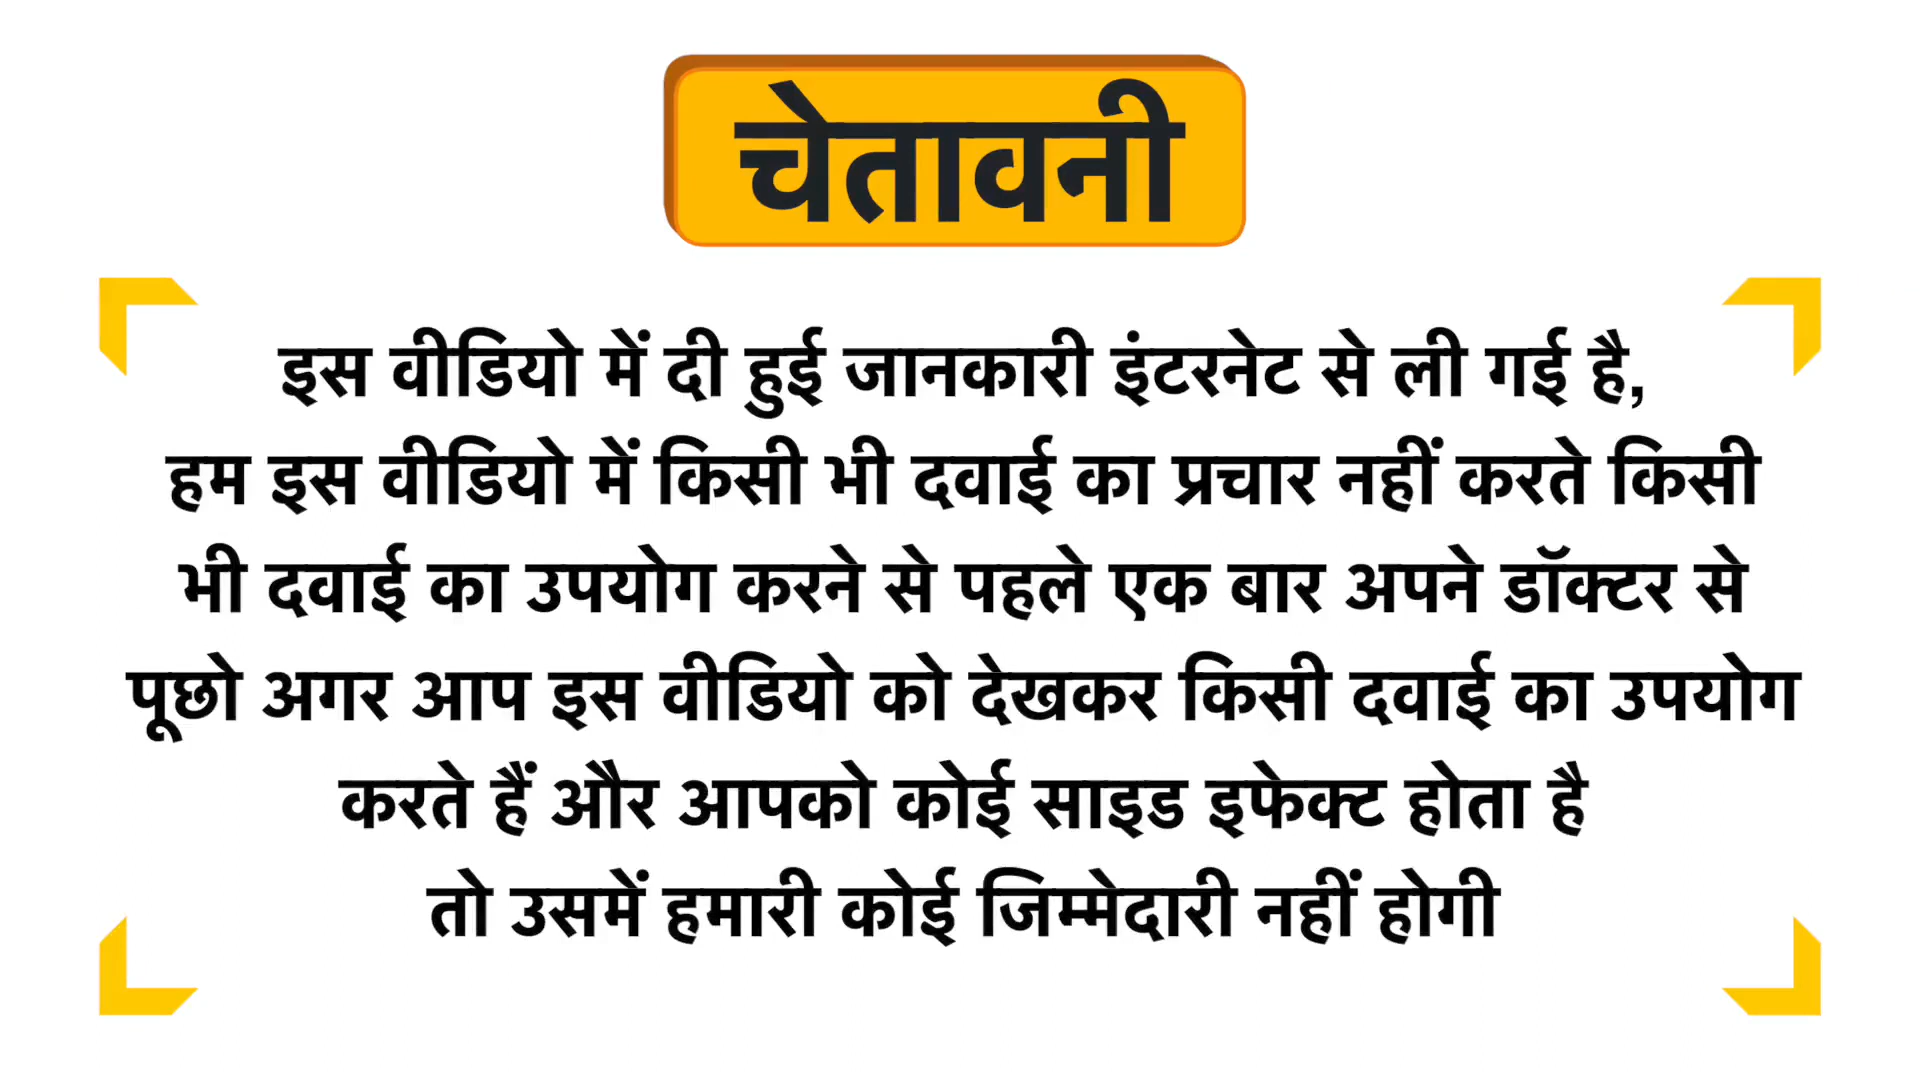 चेतावनी
इस वीडियो में दी हुई जानकारी इंटरनेट से ली गई है,
हम इस वीडियो में किसी भी दवाई का प्रचार नहीं करते किसी
भी दवाई का उपयोग करने से पहले एक बार अपने डॉक्टर से
पूछो अगर आप इस वीडियो को देखकर किसी दवाई का उपयोग
करते हैं और आपको कोई साइड इफेक्ट होता है
तो उसमें हमारी कोई जिम्मेदारी नहीं होगी